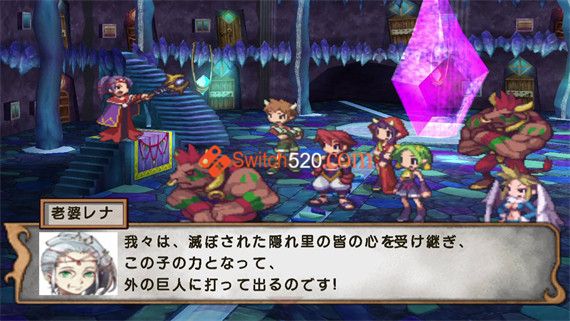 Switch520.com
老婆レナ
我々は、滅ぼされた隠れ里の皆の心を受け継ぎ、
この子の力となって、
外の巨人に打って出るのです!